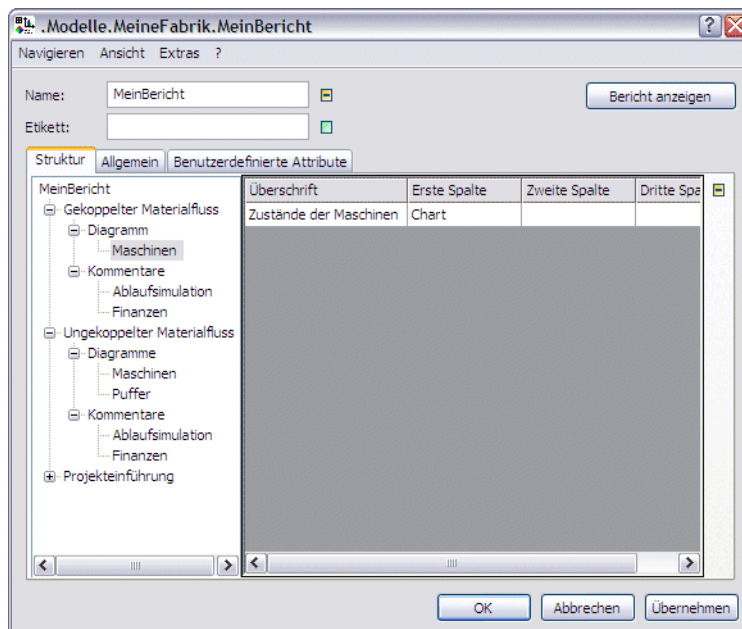 .Modelle.MeineFabrik.MeinBericht
Navigieren Ansicht Extras ?
Name: MeinBericht Bericht anzeigen
Etikett:
Struktur Allgemein Benutzerdefinierte Attribute
MeinBericht Überschrift Erste Spalte Zweite Spalte Dritte Spa
Gekoppelter Materialfluss Zustände der Maschinen Chart
Diagramm
Maschinen
Kommentare
Ablaufsimulation
Finanzen
Ungekoppelter Materialfluss
Diagramme
Maschinen
Puffer
Kommentare
Ablaufsimulation
Finanzen
Projekteinführung
OK Abbrechen Übernehmen